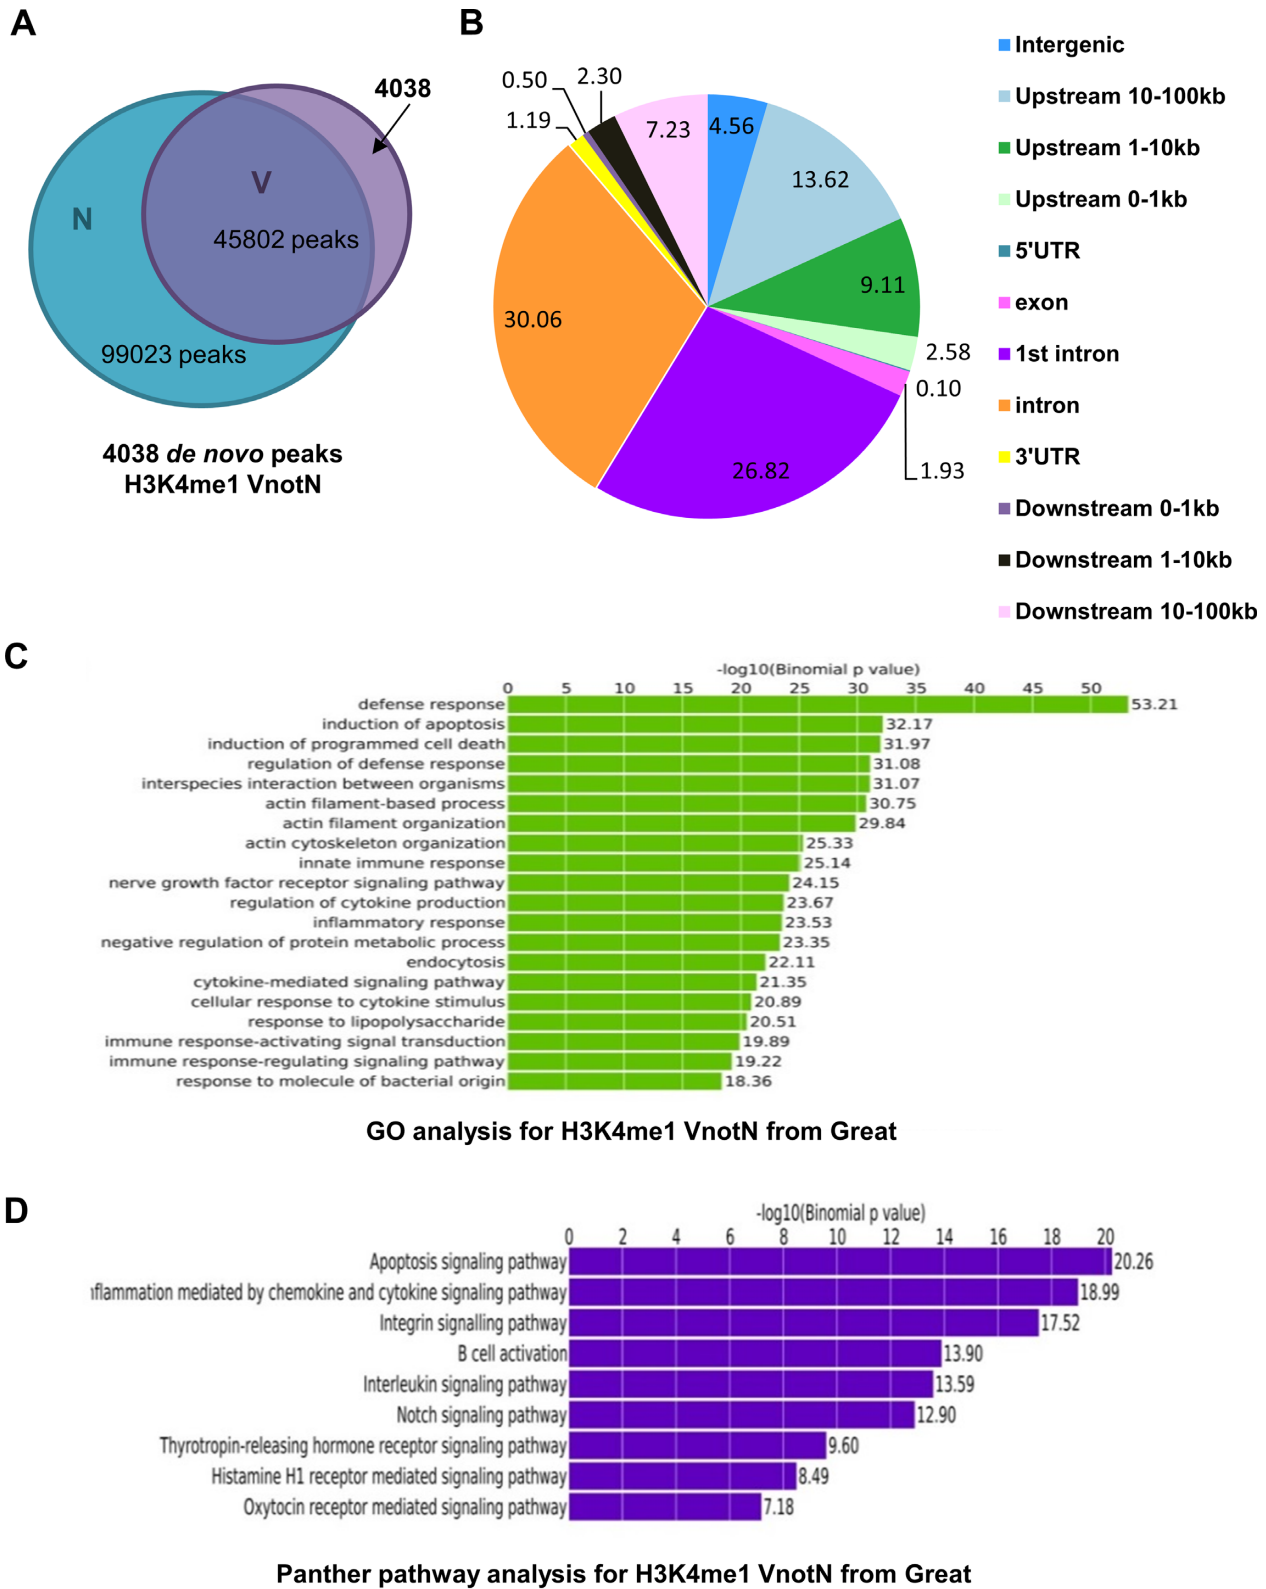 A
4038
N
V
45802 peaks
99023 peaks
4038 de novo peaks
H3K4me1 VnotN
B
0.50
2.30
1.19
7.23
4.56
13.62
9.11
2.58
0.10
1.93
26.82
30.06
Intergenic
Upstream 10-100kb
Upstream 1-10kb
Upstream 0-1kb
5'UTR
exon
1st intron
intron
3'UTR
Downstream 0-1kb
Downstream 1-10kb
Downstream 10-100kb
C
-log10(Binomial p value)
0 5 10 15 20 25 30 35 40 45 50
defense response 53.21
induction of apoptosis 32.17
induction of programmed cell death 31.97
regulation of defense response 31.08
interspecies interaction between organisms 31.07
actin filament-based process 30.75
actin filament organization 29.84
actin cytoskeleton organization 25.33
innate immune response 25.14
nerve growth factor receptor signaling pathway 24.15
regulation of cytokine production 23.67
inflammatory response 23.53
negative regulation of protein metabolic process 23.35
endocytosis 22.11
cytokine-mediated signaling pathway 21.35
cellular response to cytokine stimulus 20.89
response to lipopolysaccharide 20.51
immune response-activating signal transduction 19.89
immune response-regulating signaling pathway 19.22
response to molecule of bacterial origin 18.36
GO analysis for H3K4me1 VnotN from Great
D
-log10(Binomial p value)
0 2 4 6 8 10 12 14 16 18 20
Apoptosis signaling pathway 20.26
nflammation mediated by chemokine and cytokine signaling pathway 18.99
Integrin signalling pathway 17.52
B cell activation 13.90
Interleukin signaling pathway 13.59
Notch signaling pathway 12.90
Thyrotropin-releasing hormone receptor signaling pathway 9.60
Histamine H1 receptor mediated signaling pathway 8.49
Oxytocin receptor mediated signaling pathway 7.18
Panther pathway analysis for H3K4me1 VnotN from Great